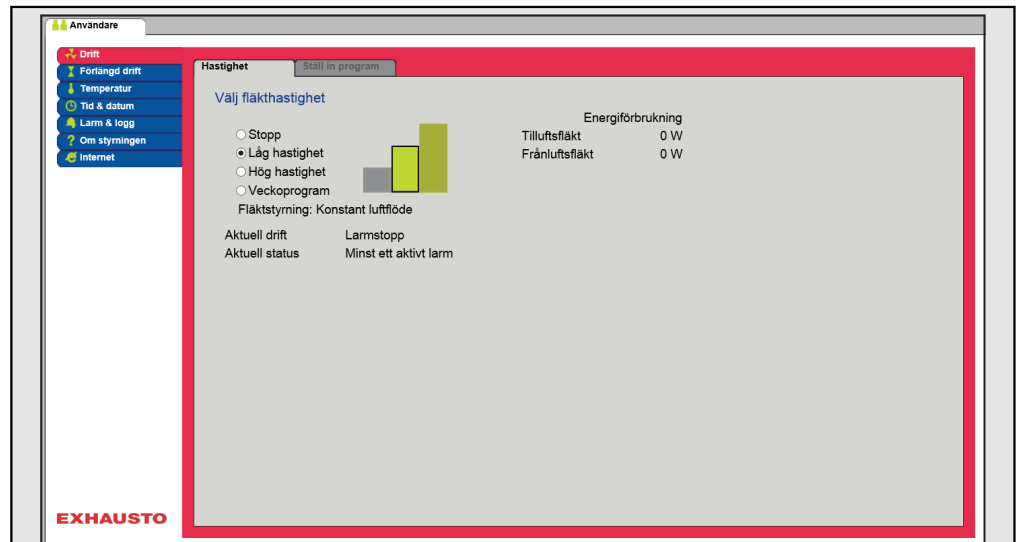 Användare
Drift
Förlängd drift
Temperatur
Tid & datum
Larm & logg
Om styrningen
Internet
Hastighet
Ställ in program
Välj fläkthastighet
Stopp
Låg hastighet
Hög hastighet
Veckoprogram
Fläktstyrning: Konstant luftflöde
Aktuell drift Larmstopp
Aktuell status Minst ett aktivt larm
Energiförbrukning
Tilluftsfläkt 0 W
Frånluftsfläkt 0 W
EXHAUSTO